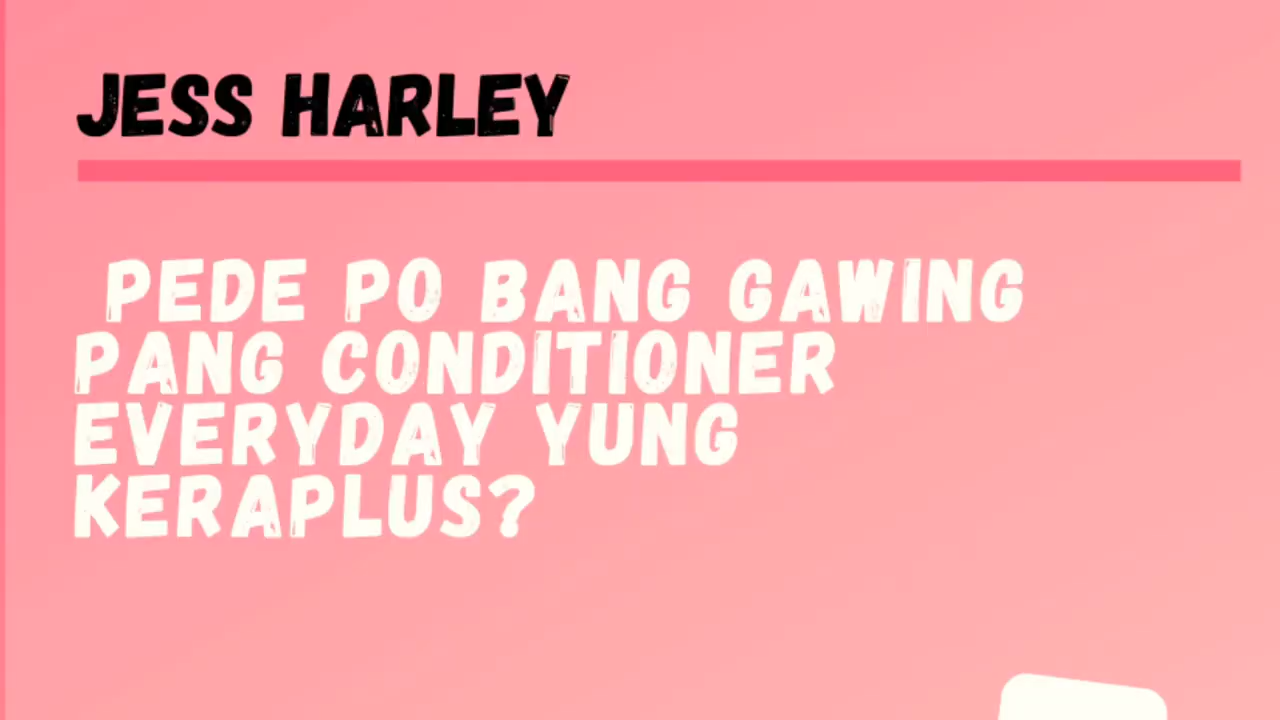 JESS HARLEY
PEDE PO BANG GAWING
PANG CONDITIONER
EVERYDAY YUNG
KERAPLUS?